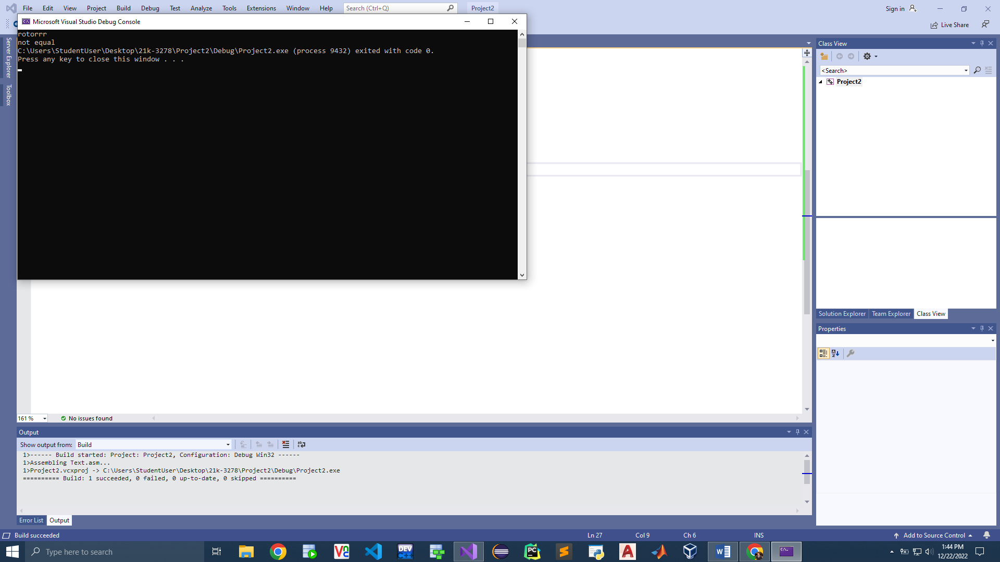 File Edit View Project Build Debug Test Analyze Tools Extensions Window Help Search (Ctrl+Q) Project2 Sign in
Live Share
Microsoft Visual Studio Debug Console
rotorrr
not equal
C:\Users\StudentUser\Desktop\21k-3278\Project2\Debug\Project2.exe (process 9432) exited with code 0.
Press any key to close this window . . .
Server Explorer
Toolbox
Class View
<Search>
Project2
Solution Explorer Team Explorer Class View
Properties
161 % No issues found
Output
Show output from: Build
1>------ Build started: Project: Project2, Configuration: Debug Win32 ------
1>Assembling Text.asm...
1>Project2.vcxproj -> C:\Users\StudentUser\Desktop\21k-3278\Project2\Debug\Project2.exe
========== Build: 1 succeeded, 0 failed, 0 up-to-date, 0 skipped ==========
Error List Output
Build succeeded Ln 27 Col 9 Ch 6 INS Add to Source Control
Type here to search
1:44 PM
12/22/2022